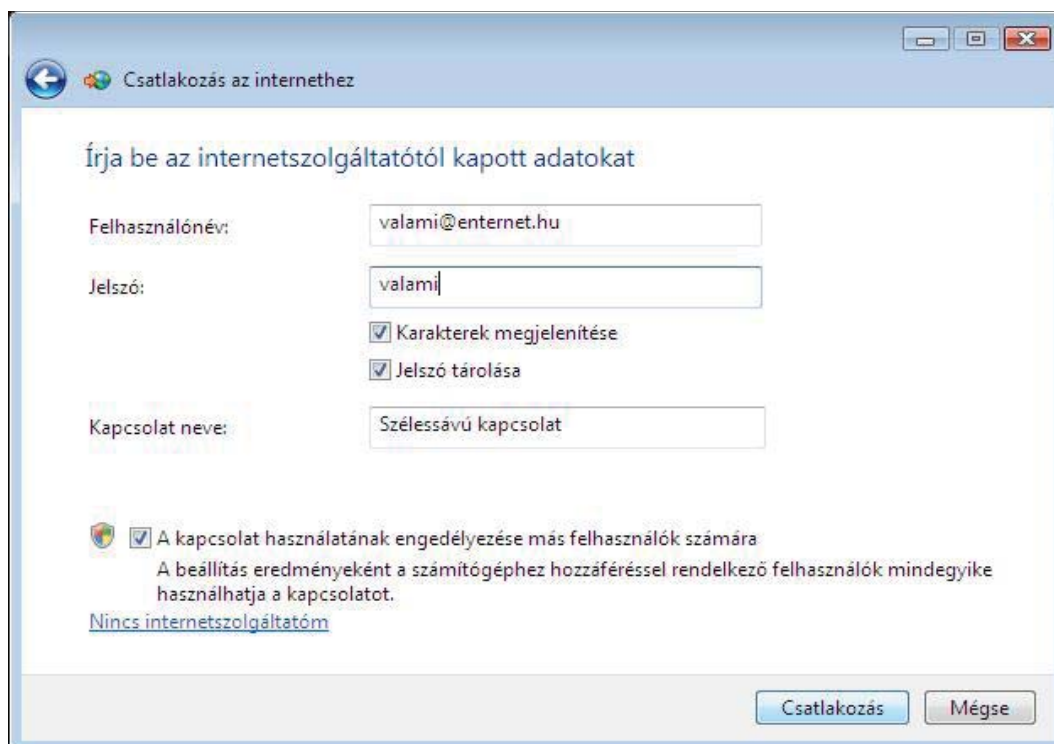 Csatlakozás az internethez
Írja be az internetszolgáltatótól kapott adatokat
Felhasználónév: valami@enternet.hu
Jelszó: valami
Karakterek megjelenítése
Jelszó tárolása
Kapcsolat neve: Szélessávú kapcsolat
A kapcsolat használatának engedélyezése más felhasználók számára
A beállítás eredményeként a számítógéphez hozzáféréssel rendelkező felhasználók mindegyike
használhatja a kapcsolatot.
Nincs internetszolgáltatóm
Csatlakozás Mégse